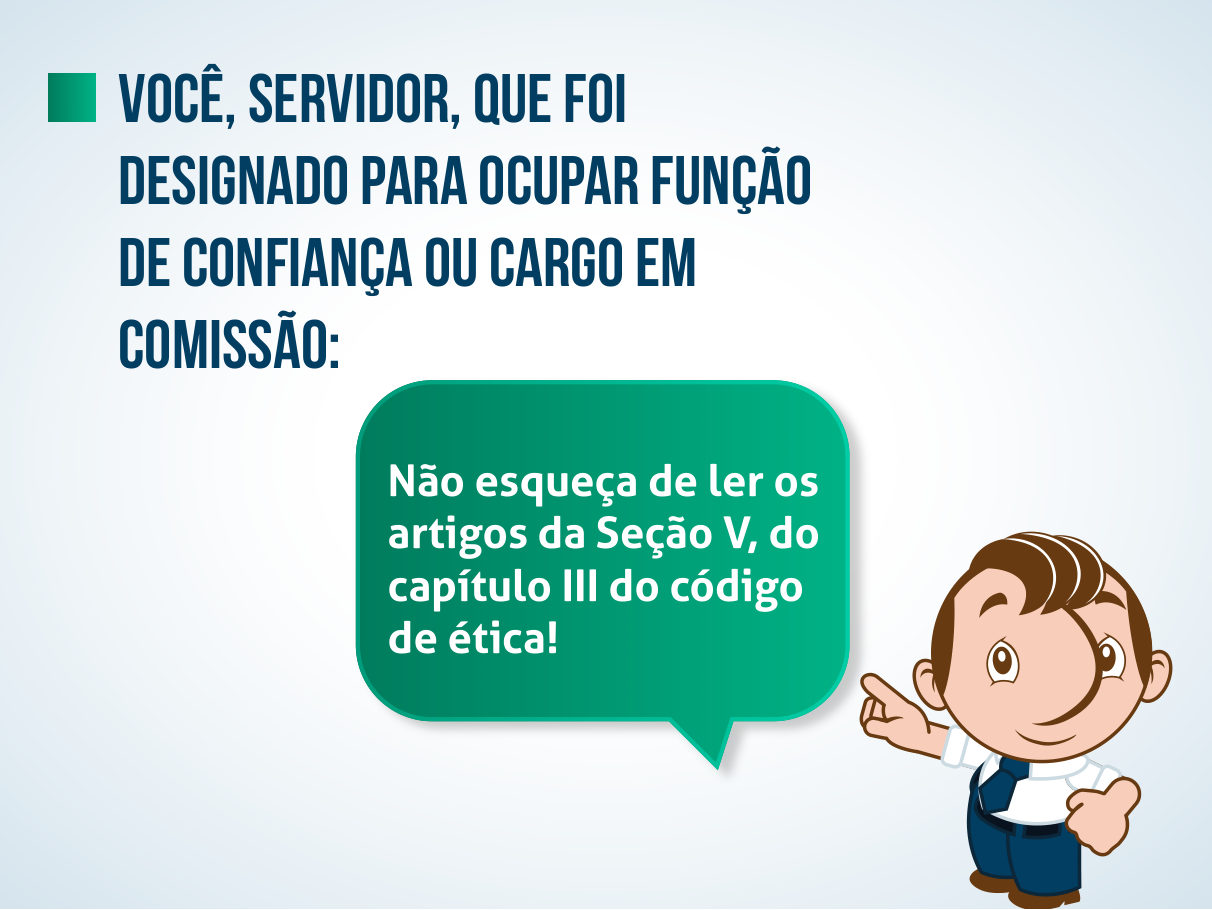 VOCÊ, SERVIDOR, QUE FOI
DESIGNADO PARA OCUPAR FUNÇÃO
DE CONFIANÇA OU CARGO EM
COMISSÃO:
Não esqueça de ler os
artigos da Seção V, do
capítulo III do código
de ética!